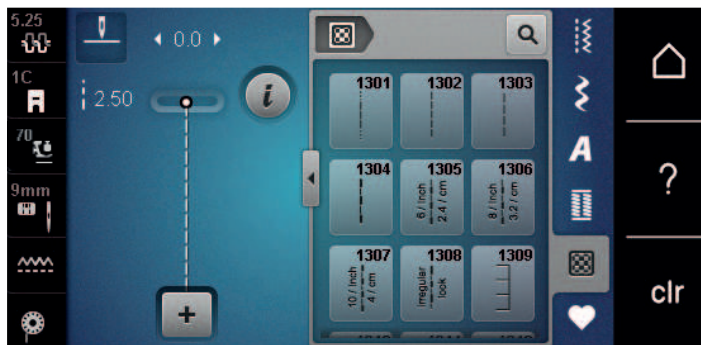 5.25
1C
70
9mm
0.0
2.50
i
+
1301
1302
1303
1304
1305
6 / Inch
2.4 / cm
1306
8 / Inch
3.2 / cm
1307
10 / Inch
4 / cm
1308
irregular
look
1309
A
?
clr